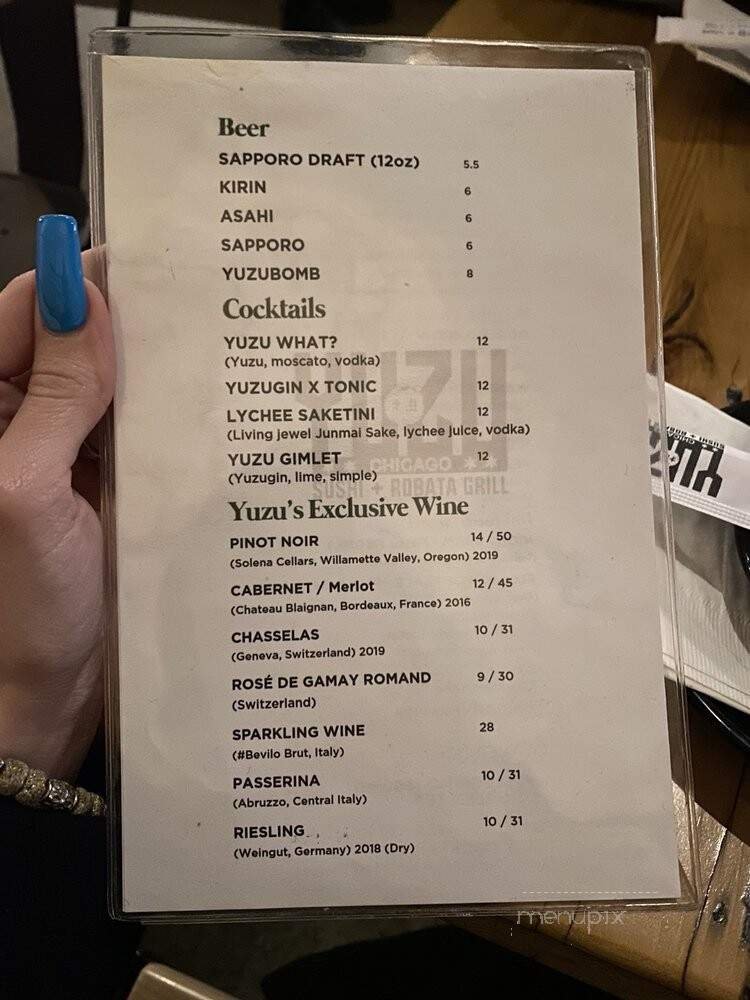 Beer
SAPPORO DRAFT (12oz) 5.5
KIRIN 6
ASAHI 6
SAPPORO 6
YUZUBOMB 8
Cocktails
YUZU WHAT? 12
(Yuzu, moscato, vodka)
YUZUGIN X TONIC 12
LYCHEE SAKETINI 12
(Living jewel Junmai Sake, lychee juice, vodka)
YUZU GIMLET 12
(Yuzugin, lime, simple)
YUZU
CHICAGO
SUSHI + ROBATA GRILL
Yuzu's Exclusive Wine
PINOT NOIR 14 / 50
(Solena Cellars, Willamette Valley, Oregon) 2019
CABERNET / Merlot 12 / 45
(Chateau Blaignan, Bordeaux, France) 2016
CHASSELAS 10 / 31
(Geneva, Switzerland) 2019
ROSÉ DE GAMAY ROMAND 9 / 30
(Switzerland)
SPARKLING WINE 28
(#Bevilo Brut, Italy)
PASSERINA 10 / 31
(Abruzzo, Central Italy)
RIESLING 10 / 31
(Weingut, Germany) 2018 (Dry)
menupix